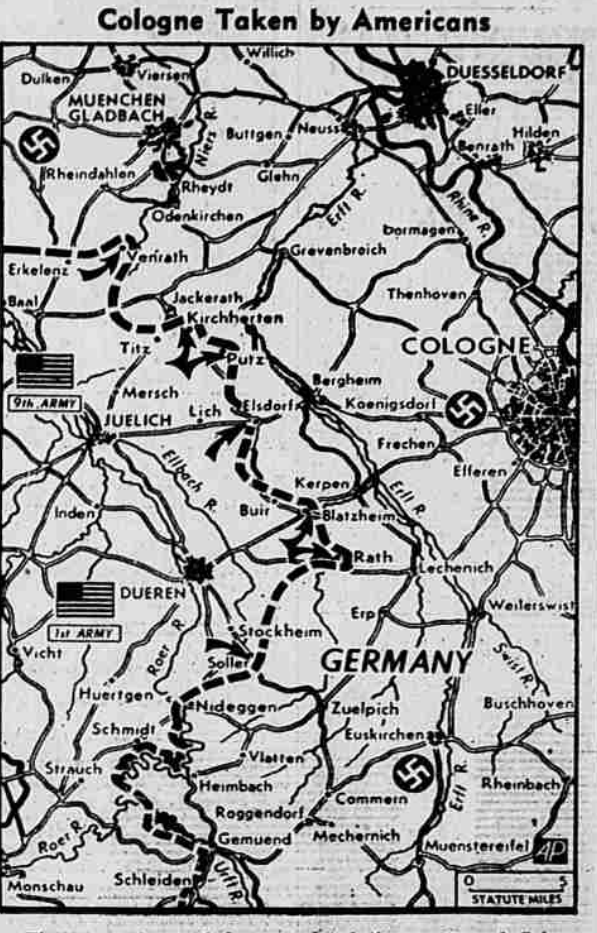 Cologne Taken by Americans
Willich
Dulken
Viersen
DUESSELDORF
MUENCHEN
GLADBACH
Niers R.
Buttgen
Neuss
Eller
Hilden
Benrath
Rheindahlen
Glehn
Rheydt
Erft R.
Rhine R.
Odenkirchen
Dormagen
Erkelenz
Venrath
Grevenbroich
Baal
Jackerath
Thenhoven
Kirchherten
Titz
Putz
COLOGNE
9th ARMY
Mersch
Bergheim
JUELICH
Lich
Elsdorf
Koenigsdorf
Frechen
Ellbach R.
Efferen
Kerpen
Erft R.
Inden
Buir
Blatzheim
Rath
Lechenich
DUEREN
Erp
Weilerswist
1st ARMY
Stockheim
Roer R.
Vicht
Soller
GERMANY
Swist R.
Huertgen
Nideggen
Zuelpich
Buschhoven
Schmidt
Euskirchen
Strauch
Vlatten
Heimbach
Erft R.
Rheinbach
Commern
Roggendorf
Roer R.
Gemuend
Mechernich
Muenstereifel
AP
Monschau
Schleiden
Urft R.
0 5
STATUTE MILES